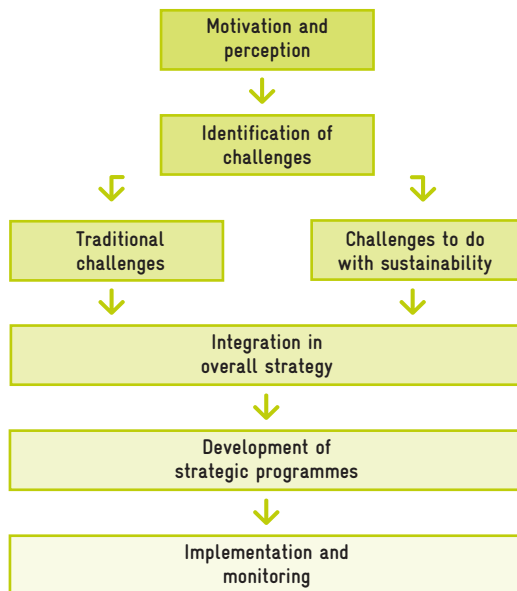 Motivation and
perception
Identification of
challenges
Traditional
challenges
Challenges to do
with sustainability
Integration in
overall strategy
Development of
strategic programmes
Implementation and
monitoring